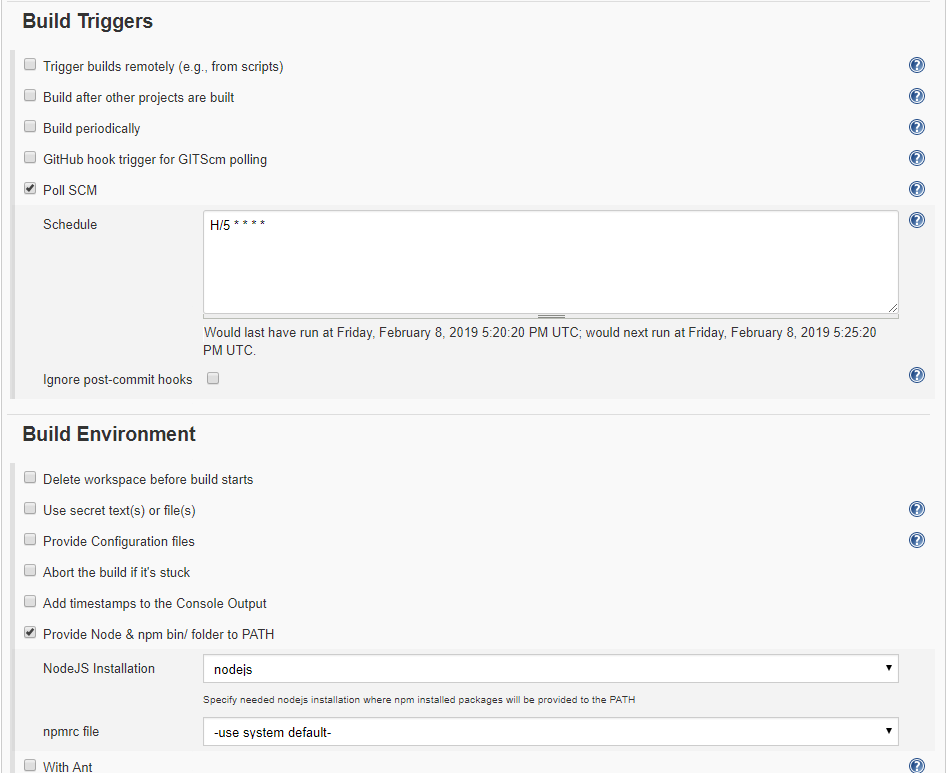 Build Triggers
Trigger builds remotely (e.g., from scripts)
Build after other projects are built
Build periodically
GitHub hook trigger for GITScm polling
Poll SCM
Schedule
H/5 * * * *
Would last have run at Friday, February 8, 2019 5:20:20 PM UTC; would next run at Friday, February 8, 2019 5:25:20
PM UTC.
Ignore post-commit hooks
Build Environment
Delete workspace before build starts
Use secret text(s) or file(s)
Provide Configuration files
Abort the build if it's stuck
Add timestamps to the Console Output
Provide Node & npm bin/ folder to PATH
NodeJS Installation
nodejs
Specify needed nodejs installation where npm installed packages will be provided to the PATH
npmrc file
-use system default-
With Ant